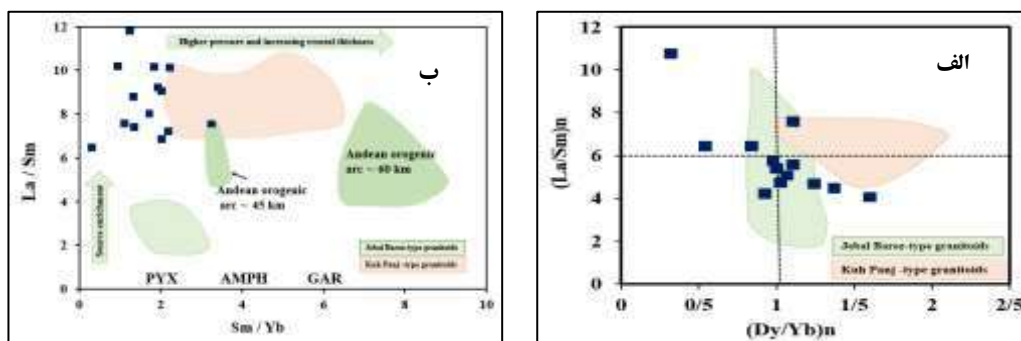 12
10
8
6
4
2
0
La / Sm
Source enrichment
Higher pressure and increasing crustal thickness
ب
Andean orogenic
arc ~ 60 km
Andean orogenic
arc ~ 45 km
Jebal Barez-type granitoids
Kuh Panj -type granitoids
PYX AMPH GAR
0 2 4 6 8 10
Sm / Yb
12
10
8
6
4
2
0
(La/Sm)n
الف
Jebal Barez-type granitoids
Kuh Panj -type granitoids
0 0/5 1 1/5 2 2/5
(Dy/Yb)n